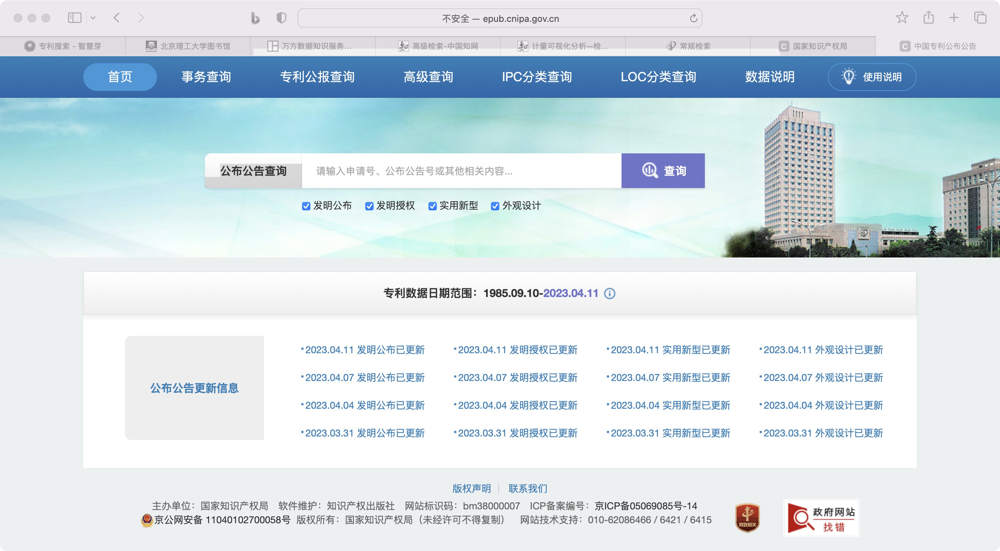 不安全 — epub.cnipa.gov.cn
专利搜索 - 智慧芽
北京理工大学图书馆
万方数据知识服务...
高级检索-中国知网
计量可视化分析—检...
常规检索
C 国家知识产权局
C 中国专利公布公告
首页
事务查询
专利公报查询
高级查询
IPC分类查询
LOC分类查询
数据说明
使用说明
公布公告查询
请输入申请号、公布公告号或其他相关内容...
查询
发明公布
发明授权
实用新型
外观设计
专利数据日期范围：1985.09.10-2023.04.11
公布公告更新信息
2023.04.11 发明公布已更新
2023.04.11 发明授权已更新
2023.04.11 实用新型已更新
2023.04.11 外观设计已更新
2023.04.07 发明公布已更新
2023.04.07 发明授权已更新
2023.04.07 实用新型已更新
2023.04.07 外观设计已更新
2023.04.04 发明公布已更新
2023.04.04 发明授权已更新
2023.04.04 实用新型已更新
2023.04.04 外观设计已更新
2023.03.31 发明公布已更新
2023.03.31 发明授权已更新
2023.03.31 实用新型已更新
2023.03.31 外观设计已更新
版权声明
联系我们
主办单位：国家知识产权局 软件维护：知识产权出版社 网站标识码：bm38000007 ICP备案编号：京ICP备05069085号-14
京公网安备 11040102700058号 版权所有：国家知识产权局（未经许可不得复制） 网站技术支持：010-62086466 / 6421 / 6415
党政机关
政府网站
找错